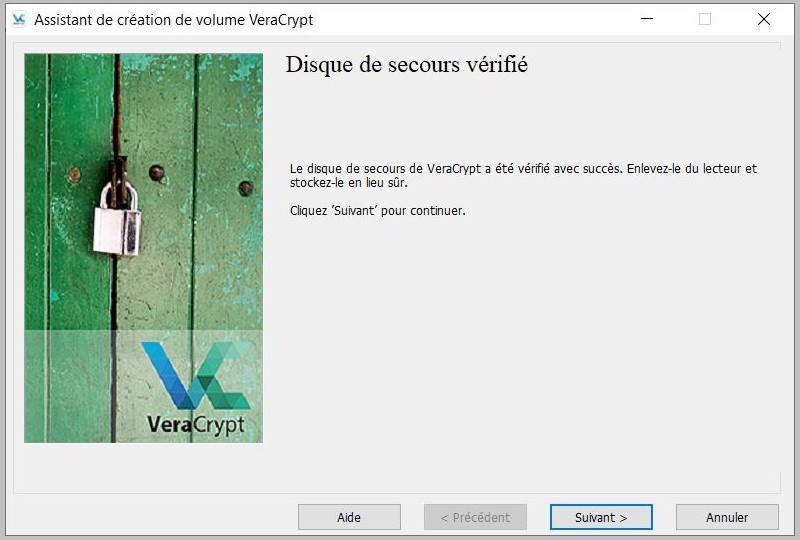 Assistant de création de volume VeraCrypt
Disque de secours vérifié
Le disque de secours de VeraCrypt a été vérifié avec succès. Enlevez-le du lecteur et
stockez-le en lieu sûr.
Cliquez ’Suivant’ pour continuer.
VeraCrypt
Aide
< Précédent
Suivant >
Annuler